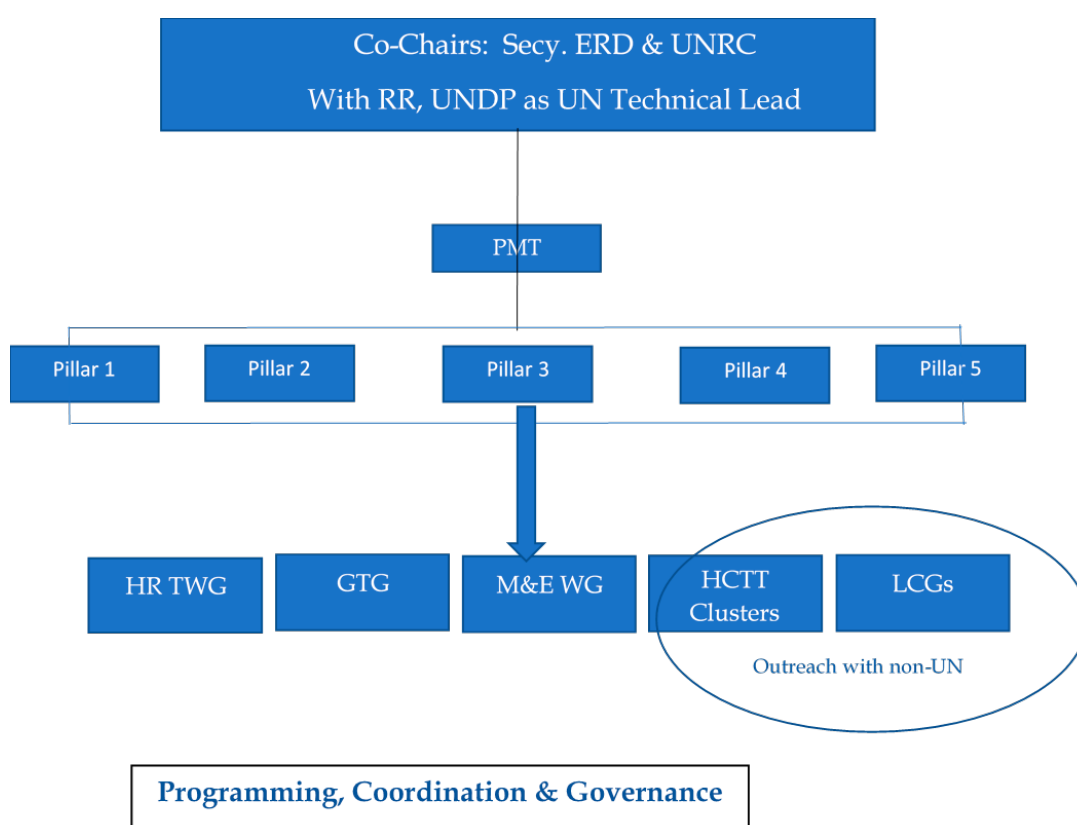 Co-Chairs: Secy. ERD & UNRC
With RR, UNDP as UN Technical Lead
PMT
Pillar 1
Pillar 2
Pillar 3
Pillar 4
Pillar 5
HR TWG
GTG
M&E WG
HCTT
Clusters
LCGs
Outreach with non-UN
Programming, Coordination & Governance